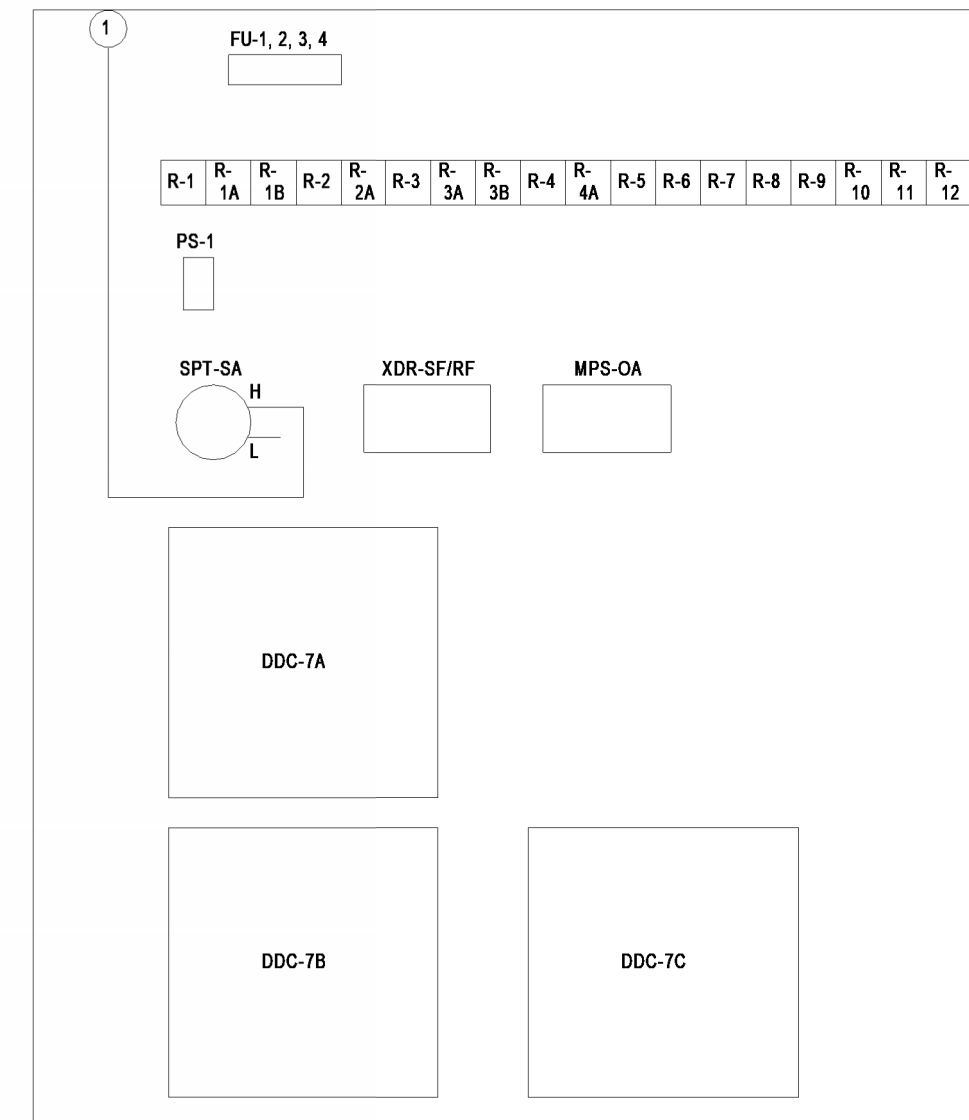 1
FU-1, 2, 3, 4
R-1 R-1A R-1B R-2 R-2A R-3 R-3A R-3B R-4 R-4A R-5 R-6 R-7 R-8 R-9 R-10 R-11 R-12
PS-1
SPT-SA XDR-SF/RF MPS-OA
H
L
DDC-7A
DDC-7B DDC-7C